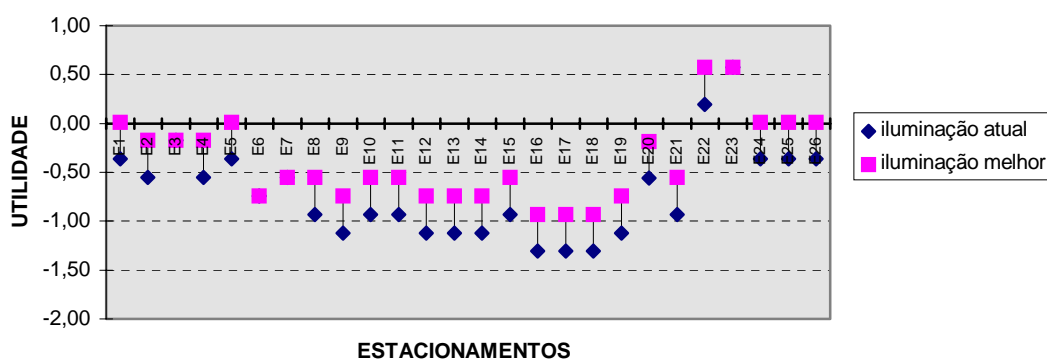 1,00
0,50
0,00
-0,50
-1,00
-1,50
-2,00
UTILIDADE
E1
E2
E3
E4
E5
E6
E7
E8
E9
E10
E11
E12
E13
E14
E15
E16
E17
E18
E19
E20
E21
E22
E23
E24
E25
E26
ESTACIONAMENTOS
iluminação atual
iluminação melhor